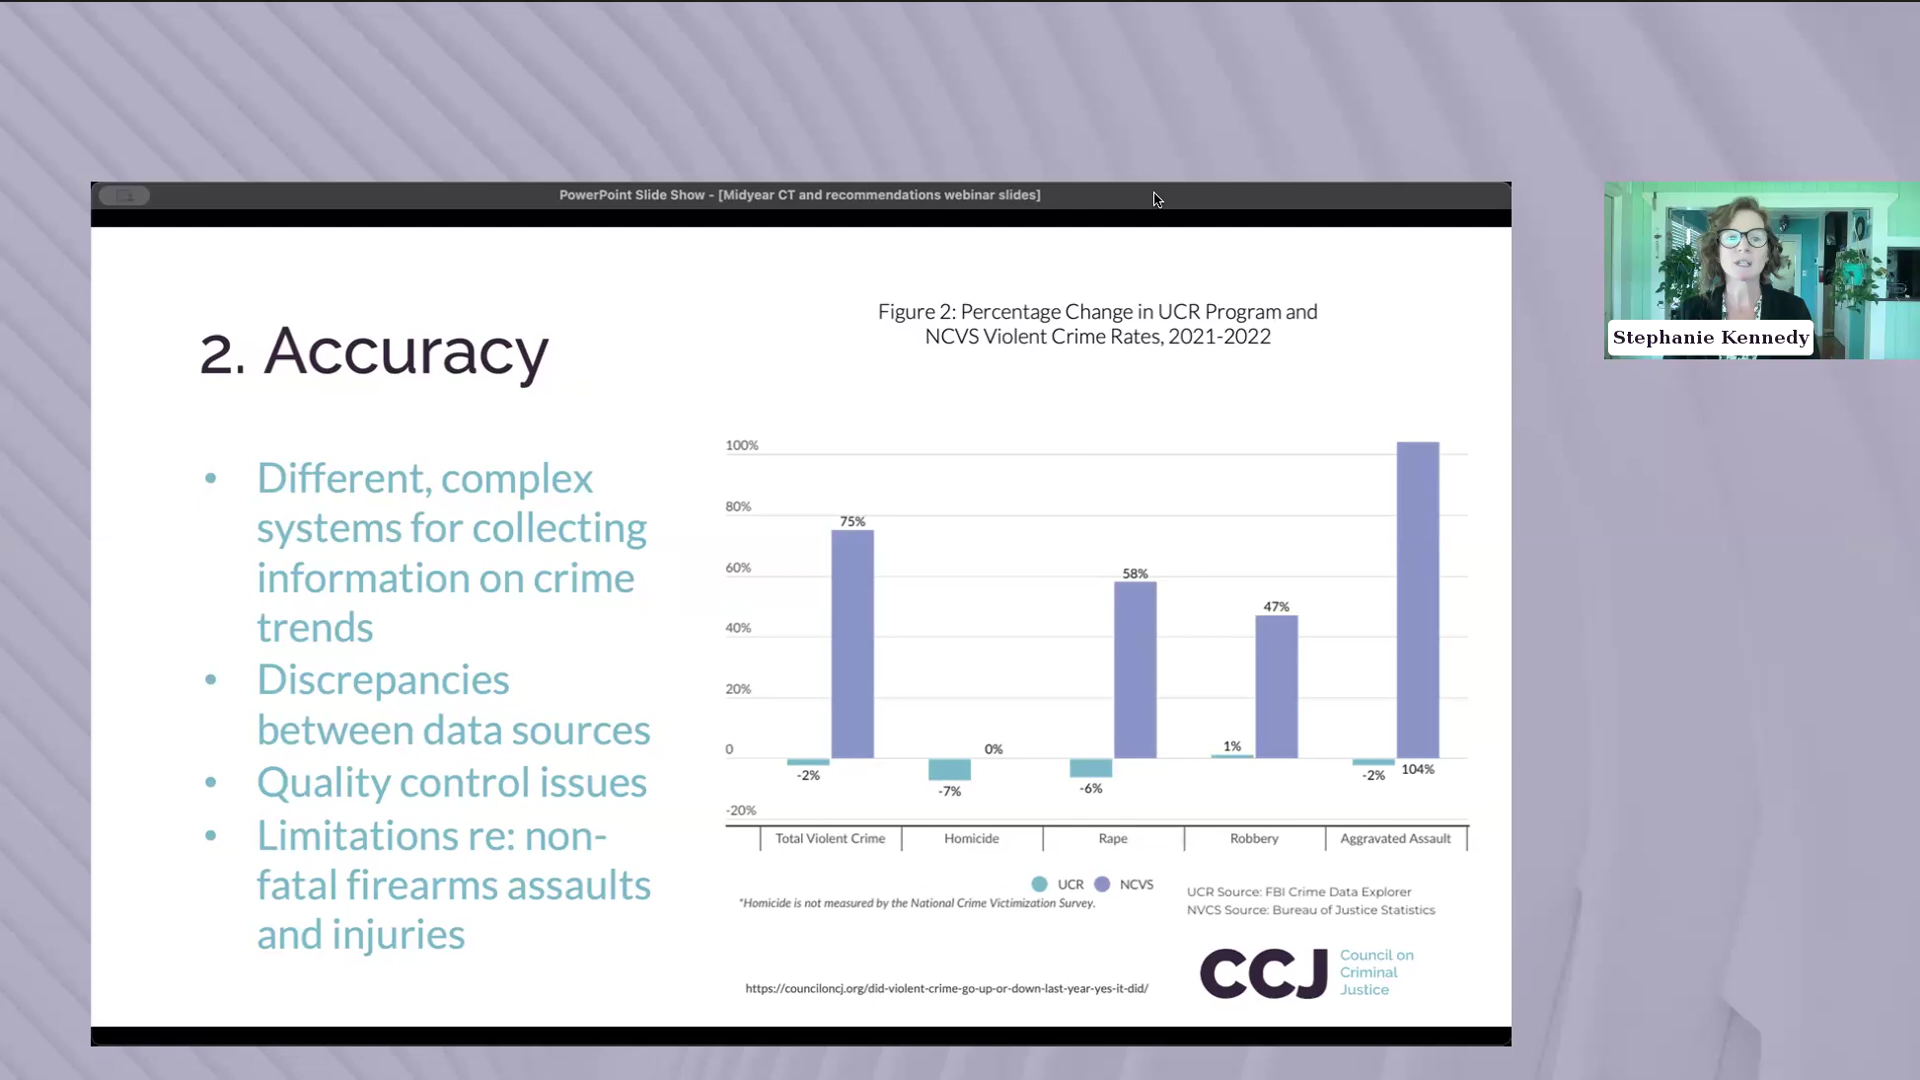 PowerPoint Slide Show - [Midyear CT and recommendations webinar slides]
Stephanie Kennedy
2. Accuracy
• Different, complex
systems for collecting
information on crime
trends
• Discrepancies
between data sources
• Quality control issues
• Limitations re: non-
fatal firearms assaults
and injuries
Figure 2: Percentage Change in UCR Program and
NCVS Violent Crime Rates, 2021-2022
100%
80%
60%
40%
20%
0
-20%
-2%
75%
-7%
0%
-6%
58%
1%
47%
-2%
104%
Total Violent Crime
Homicide
Rape
Robbery
Aggravated Assault
UCR
NCVS
*Homicide is not measured by the National Crime Victimization Survey.
UCR Source: FBI Crime Data Explorer
NVCS Source: Bureau of Justice Statistics
https://counciloncj.org/did-violent-crime-go-up-or-down-last-year-yes-it-did/
CCJ
Council on
Criminal
Justice